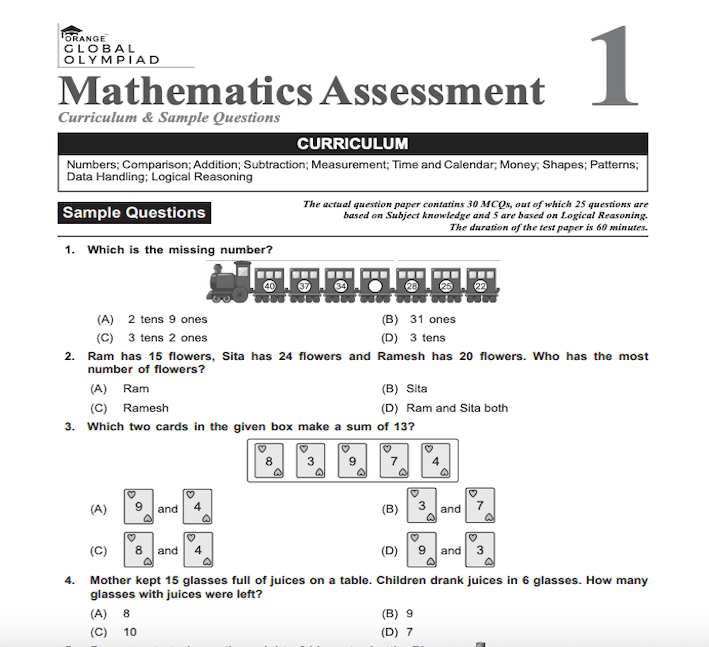 ORANGE
GLOBAL
OLYMPIAD
Mathematics Assessment 1
Curriculum & Sample Questions
CURRICULUM
Numbers; Comparison; Addition; Subtraction; Measurement; Time and Calendar; Money; Shapes; Patterns;
Data Handling; Logical Reasoning
Sample Questions
The actual question paper contatins 30 MCQs, out of which 25 questions are
based on Subject knowledge and 5 are based on Logical Reasoning.
The duration of the test paper is 60 minutes.
1. Which is the missing number?
40 37 34 28 25 22
(A) 2 tens 9 ones (B) 31 ones
(C) 3 tens 2 ones (D) 3 tens
2. Ram has 15 flowers, Sita has 24 flowers and Ramesh has 20 flowers. Who has the most
number of flowers?
(A) Ram (B) Sita
(C) Ramesh (D) Ram and Sita both
3. Which two cards in the given box make a sum of 13?
8 3 9 7 4
(A) 9 and 4 (B) 3 and 7
(C) 8 and 4 (D) 9 and 3
4. Mother kept 15 glasses full of juices on a table. Children drank juices in 6 glasses. How many
glasses with juices were left?
(A) 8 (B) 9
(C) 10 (D) 7